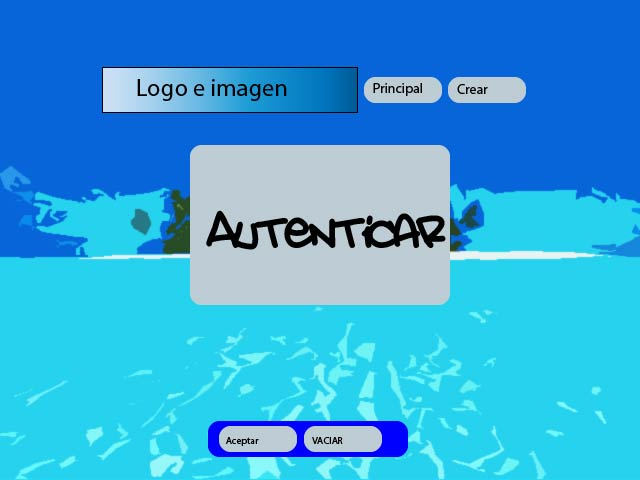 Logo e imagen
Principal
Crear
AUTENTICAR
Aceptar
VACIAR